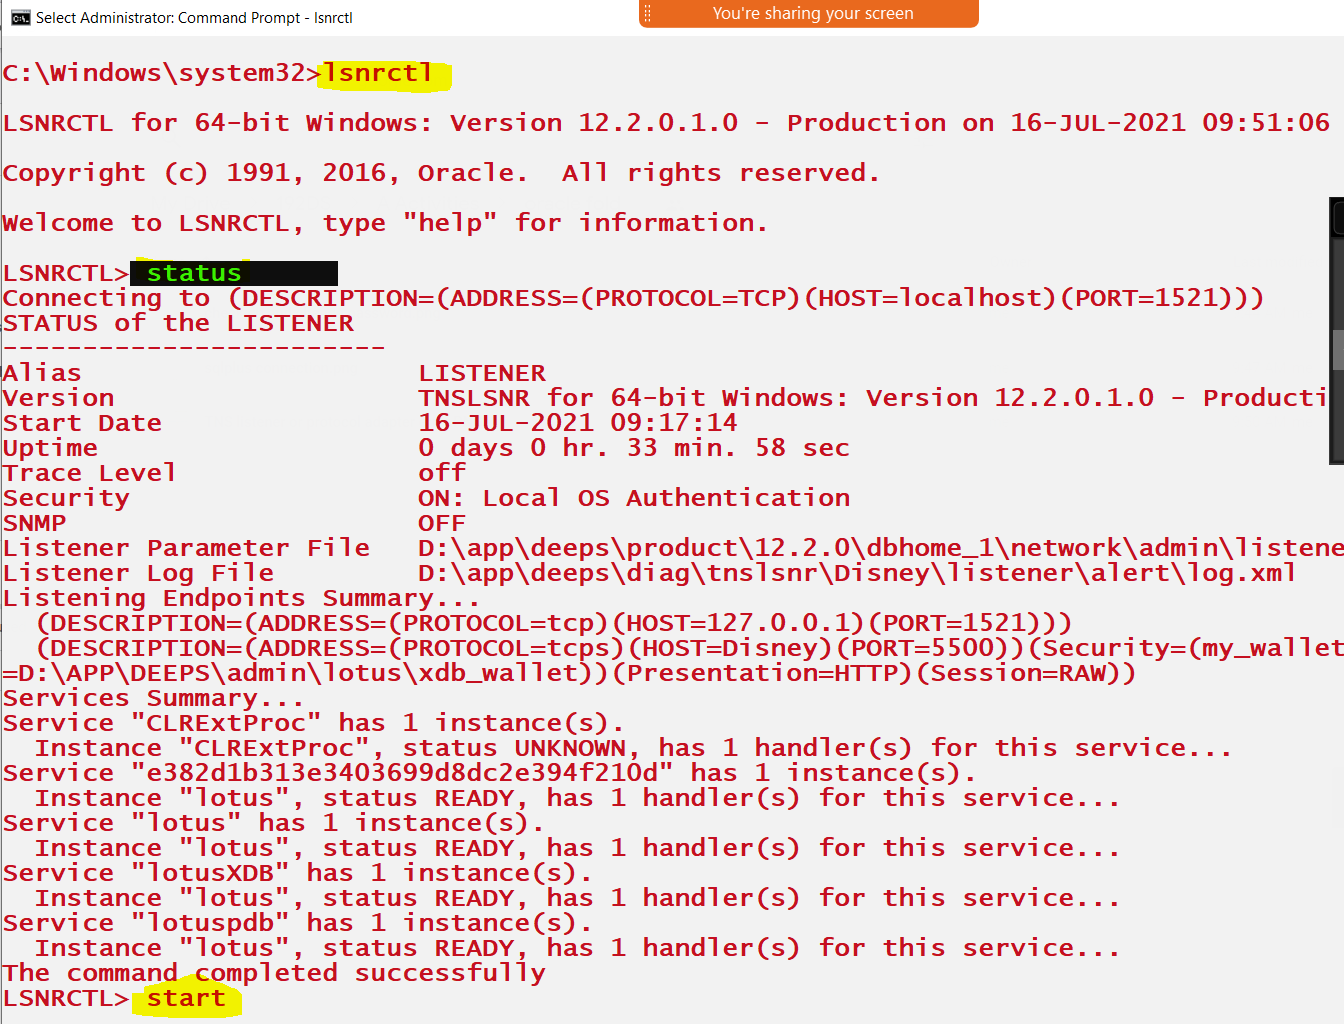 Select Administrator: Command Prompt - lsnrctl
You're sharing your screen
C:\Windows\system32>lsnrctl
LSNRCTL for 64-bit Windows: Version 12.2.0.1.0 - Production on 16-JUL-2021 09:51:06
Copyright (c) 1991, 2016, Oracle.  All rights reserved.
Welcome to LSNRCTL, type "help" for information.
LSNRCTL> status
Connecting to (DESCRIPTION=(ADDRESS=(PROTOCOL=TCP)(HOST=localhost)(PORT=1521)))
STATUS of the LISTENER
------------------------
Alias                     LISTENER
Version                   TNSLSNR for 64-bit Windows: Version 12.2.0.1.0 - Producti
Start Date                16-JUL-2021 09:17:14
Uptime                    0 days 0 hr. 33 min. 58 sec
Trace Level               off
Security                  ON: Local OS Authentication
SNMP                      OFF
Listener Parameter File   D:\app\deeps\product\12.2.0\dbhome_1\network\admin\listene
Listener Log File         D:\app\deeps\diag\tnslsnr\Disney\listener\alert\log.xml
Listening Endpoints Summary...
  (DESCRIPTION=(ADDRESS=(PROTOCOL=tcp)(HOST=127.0.0.1)(PORT=1521)))
  (DESCRIPTION=(ADDRESS=(PROTOCOL=tcps)(HOST=Disney)(PORT=5500))(Security=(my_wallet
=D:\APP\DEEPS\admin\lotus\xdb_wallet))(Presentation=HTTP)(Session=RAW))
Services Summary...
Service "CLRExtProc" has 1 instance(s).
  Instance "CLRExtProc", status UNKNOWN, has 1 handler(s) for this service...
Service "e382d1b313e3403699d8dc2e394f210d" has 1 instance(s).
  Instance "lotus", status READY, has 1 handler(s) for this service...
Service "lotus" has 1 instance(s).
  Instance "lotus", status READY, has 1 handler(s) for this service...
Service "lotusXDB" has 1 instance(s).
  Instance "lotus", status READY, has 1 handler(s) for this service...
Service "lotuspdb" has 1 instance(s).
  Instance "lotus", status READY, has 1 handler(s) for this service...
The command completed successfully
LSNRCTL> start